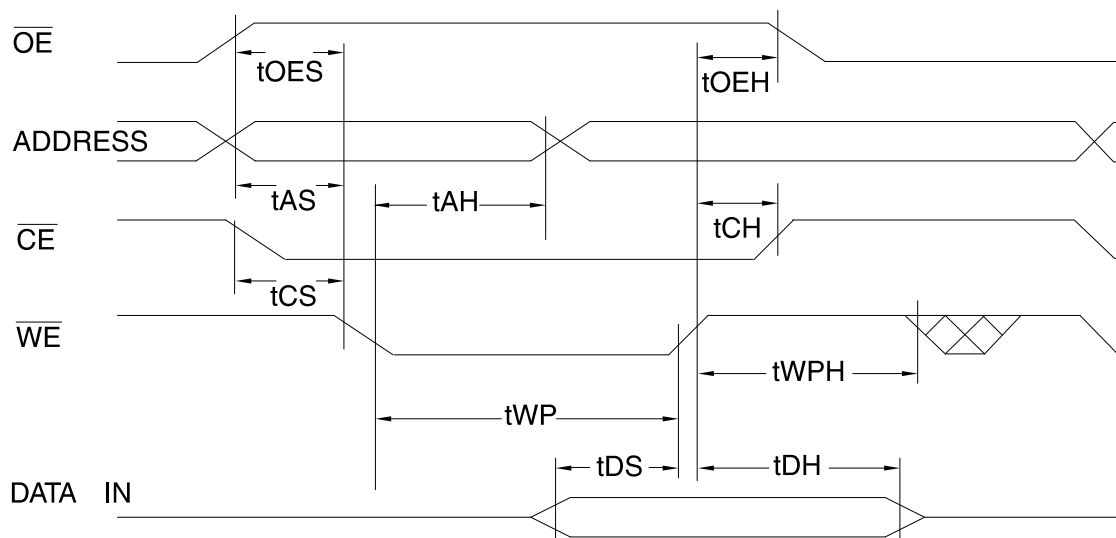 OE
tOES
tOEH
ADDRESS
tAS
tAH
tCH
CE
tCS
WE
tWPH
tWP
tDS
tDH
DATA IN